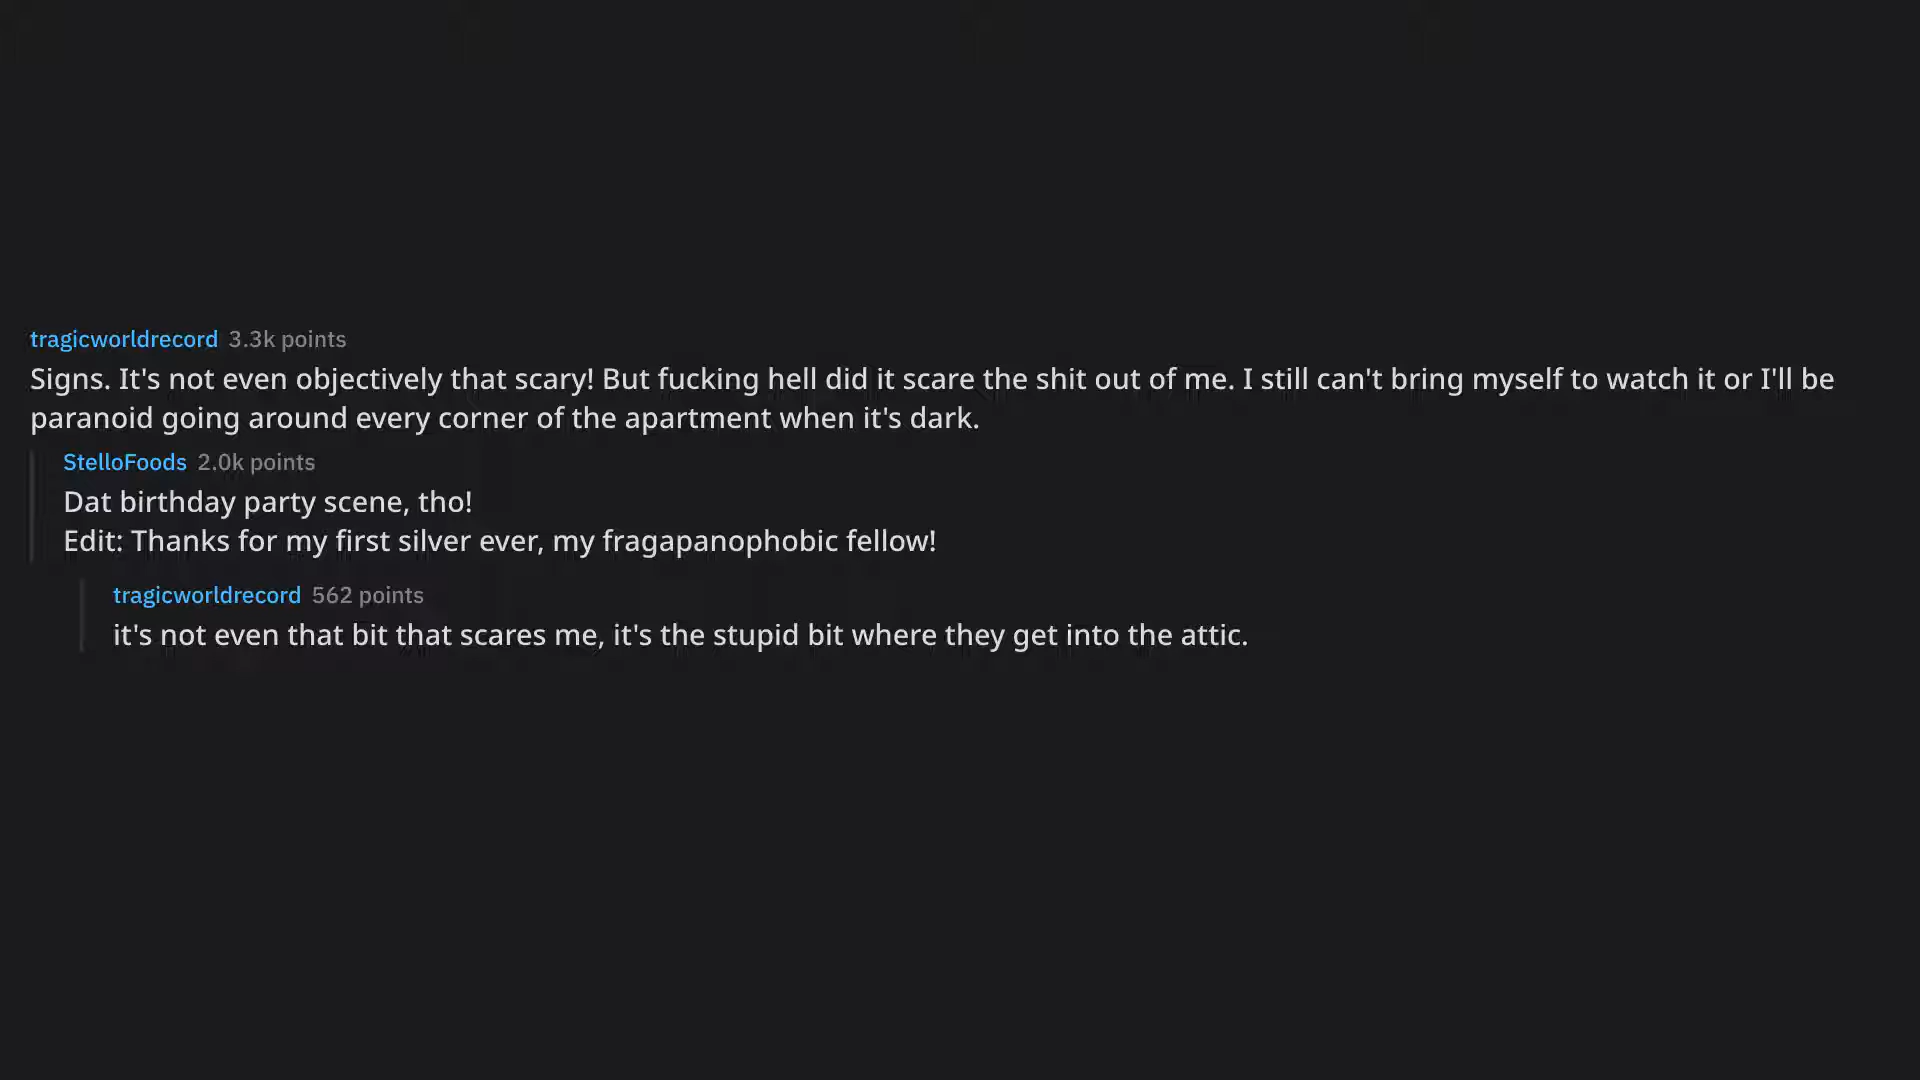 tragicworldrecord 3.3k points
Signs. It's not even objectively that scary! But fucking hell did it scare the shit out of me. I still can't bring myself to watch it or I'll be
paranoid going around every corner of the apartment when it's dark.
StelloFoods 2.0k points
Dat birthday party scene, tho!
Edit: Thanks for my first silver ever, my fragapanophobic fellow!
tragicworldrecord 562 points
it's not even that bit that scares me, it's the stupid bit where they get into the attic.